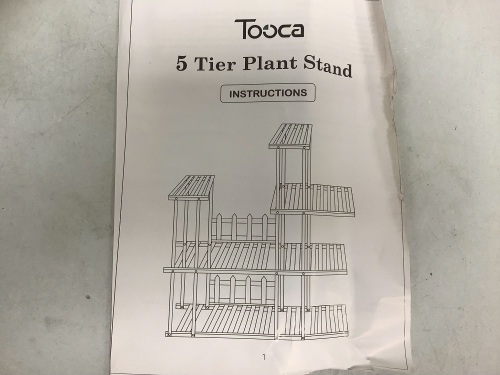 Tooca
5 Tier Plant Stand
INSTRUCTIONS
1